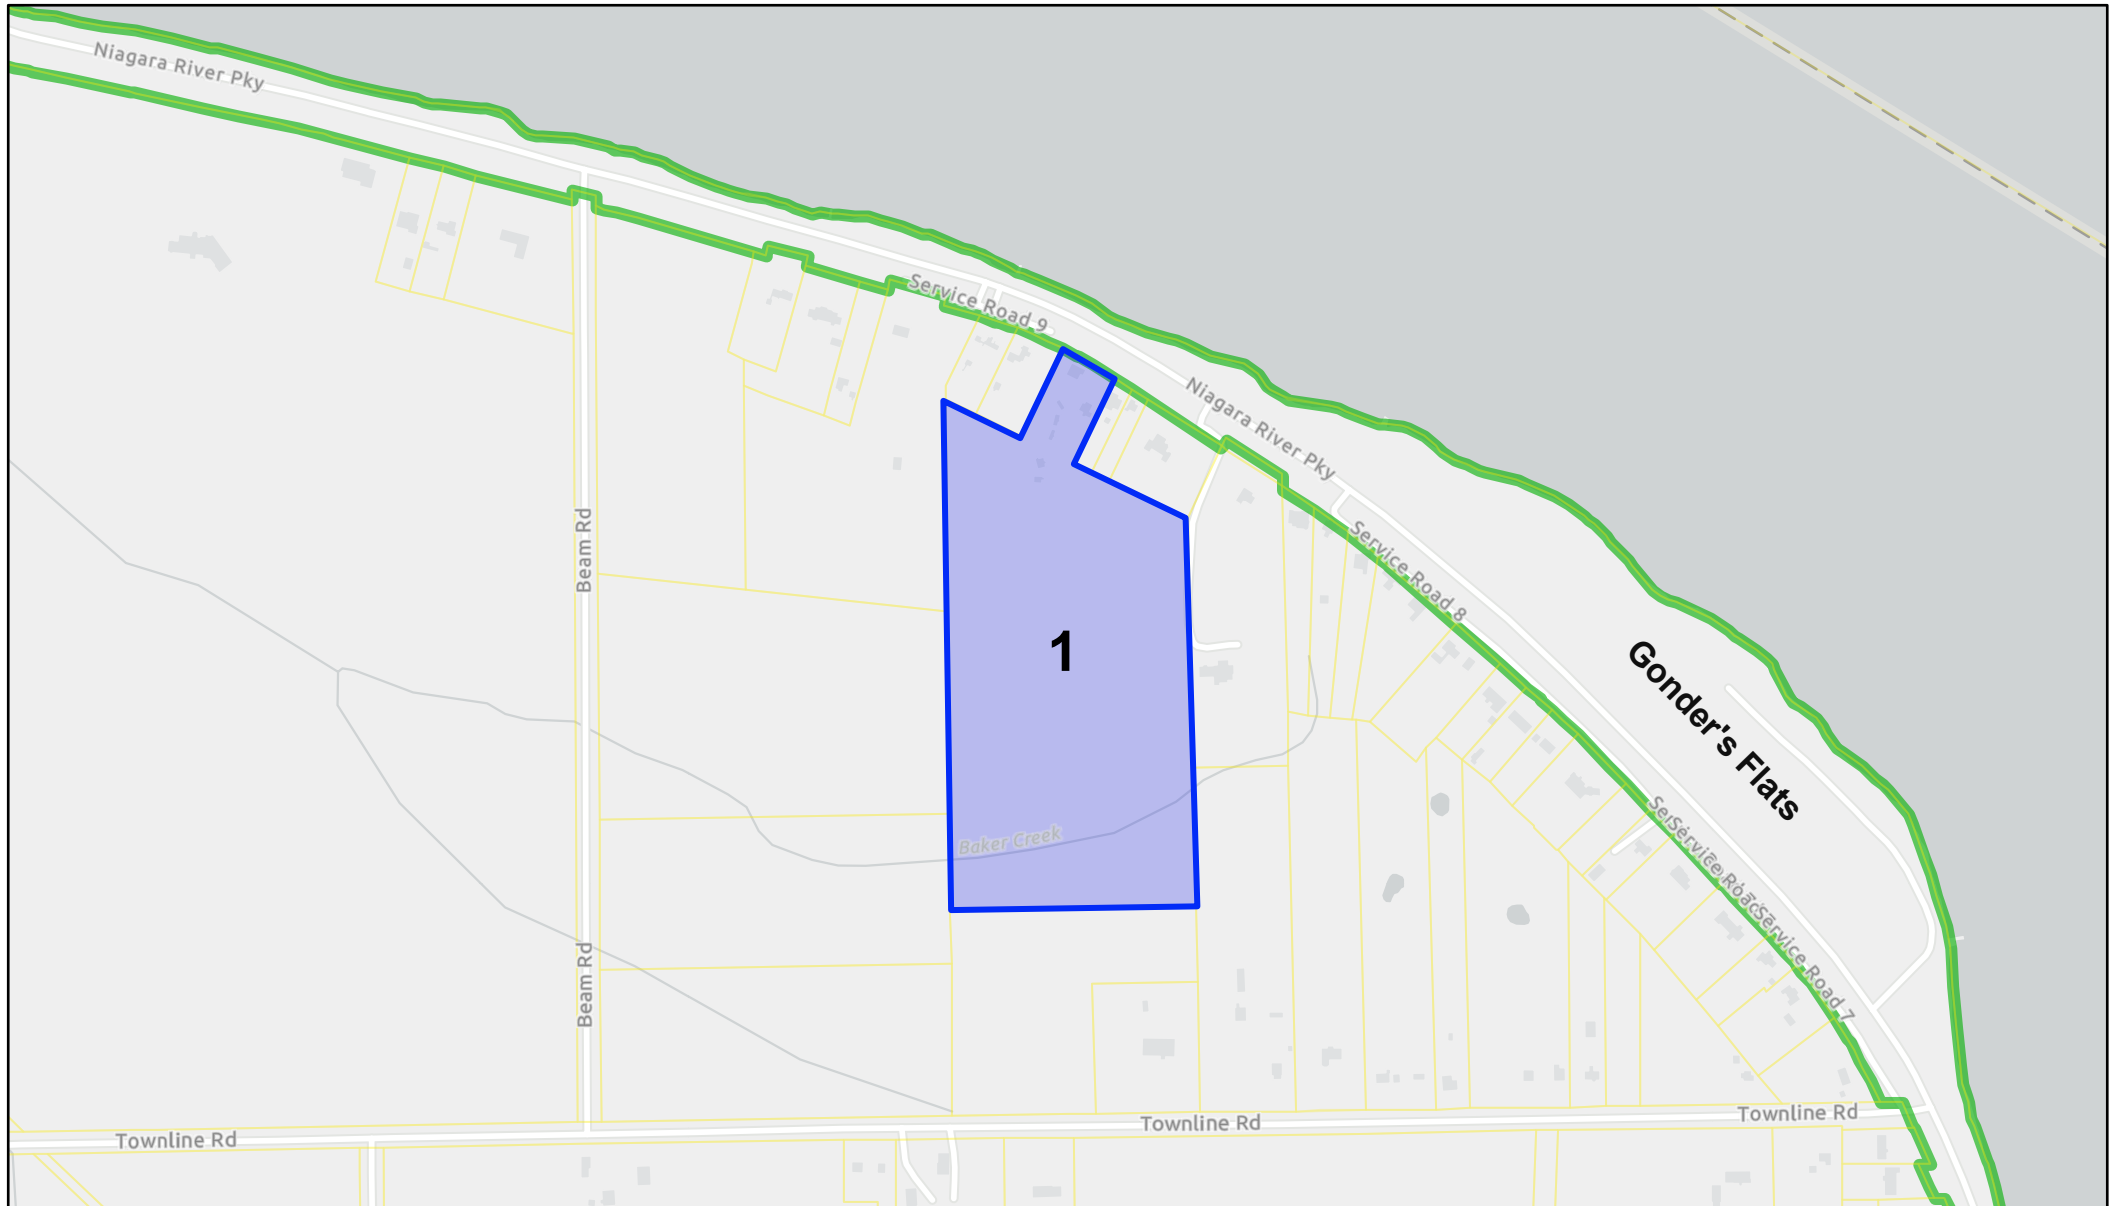 Niagara River Pky
Service Road 9
Niagara River Pky
Beam Rd
Service Road 8
1
Gonder's Flats
Baker Creek
Service Road 7
Beam Rd
Townline Rd
Townline Rd
Townline Rd